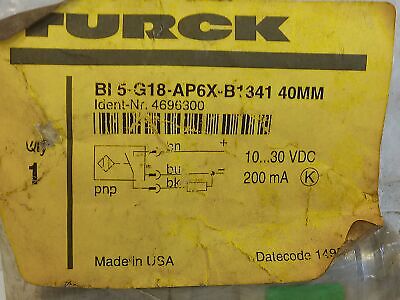 TURCK
BI 5-G18-AP6X-B1341 40MM
Ident-Nr. 4696300
Qty
1
bn +
10...30 VDC
bu -
200 mA K
bk
pnp
Made in USA
Datecode